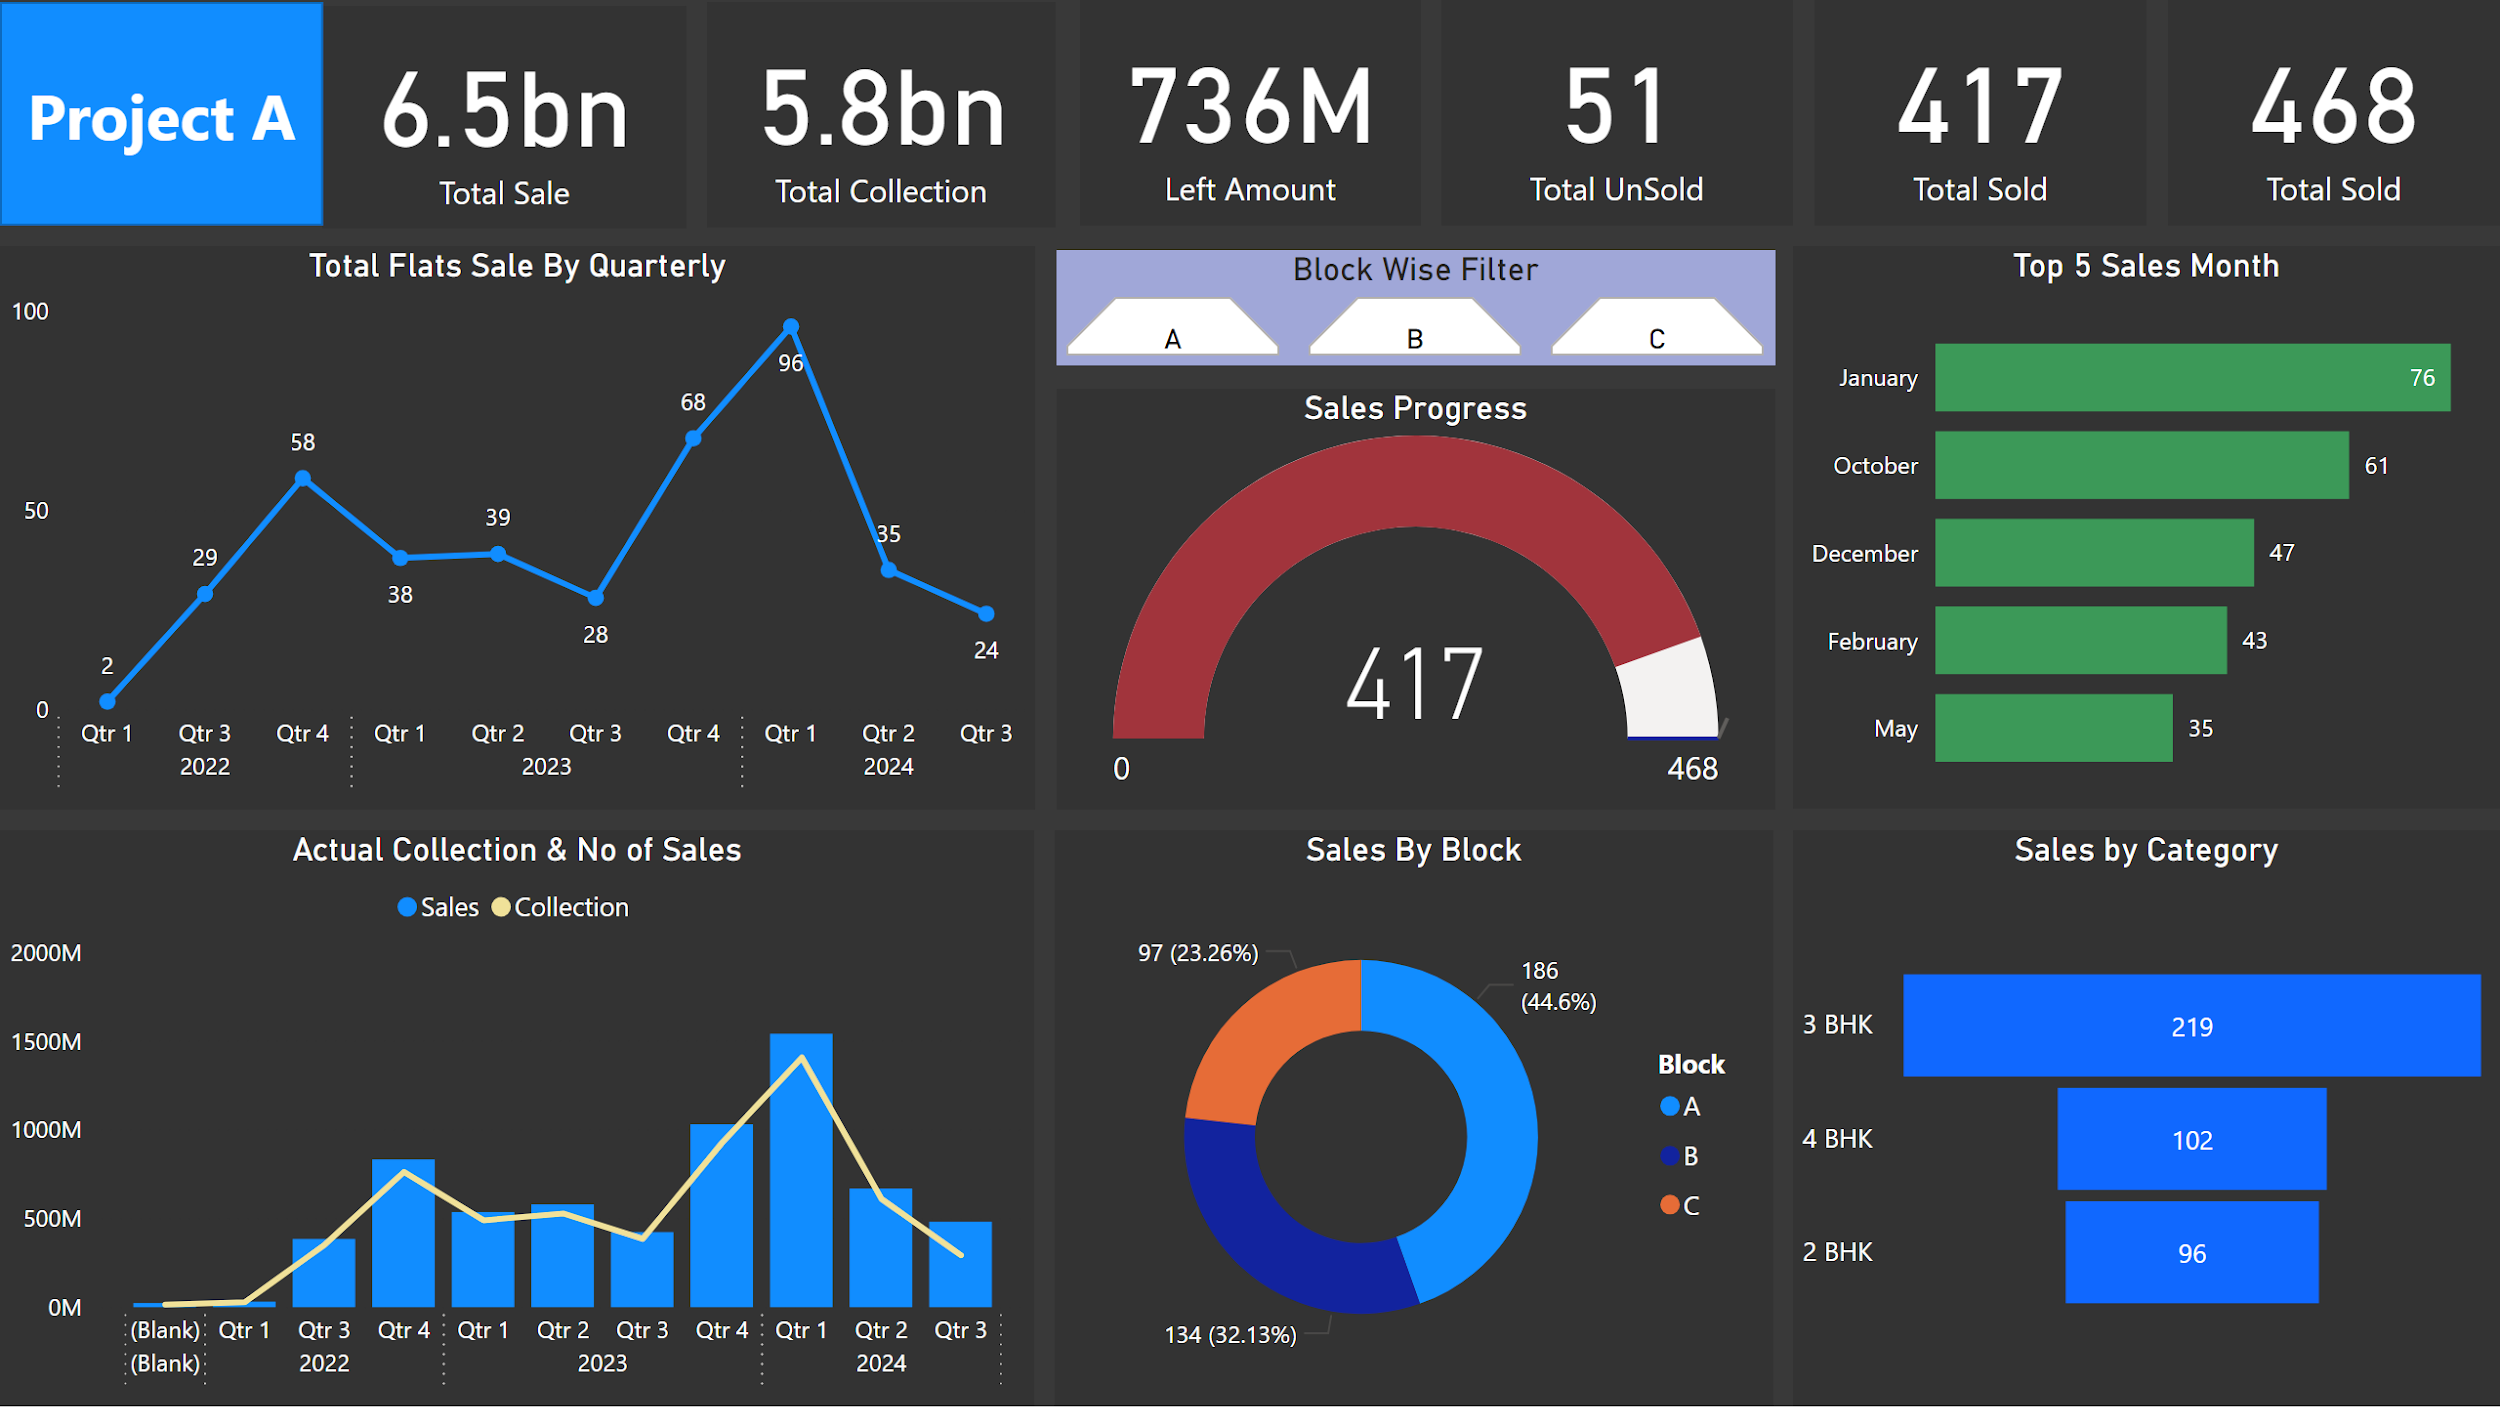 Project A
6.5bn
Total Sale
5.8bn
Total Collection
736M
Left Amount
51
Total UnSold
417
Total Sold
468
Total Sold
Total Flats Sale By Quarterly
100
50
0
2
29
58
38
39
28
68
96
35
24
Qtr 1 Qtr 3 Qtr 4 Qtr 1 Qtr 2 Qtr 3 Qtr 4 Qtr 1 Qtr 2 Qtr 3
2022 2023 2024
Block Wise Filter
A B C
Sales Progress
417
0 468
Top 5 Sales Month
January 76
October 61
December 47
February 43
May 35
Actual Collection & No of Sales
Sales Collection
2000M
1500M
1000M
500M
0M
(Blank) Qtr 1 Qtr 3 Qtr 4 Qtr 1 Qtr 2 Qtr 3 Qtr 4 Qtr 1 Qtr 2 Qtr 3
(Blank) 2022 2023 2024
Sales By Block
97 (23.26%)
186
(44.6%)
134 (32.13%)
Block
A
B
C
Sales by Category
3 BHK 219
4 BHK 102
2 BHK 96